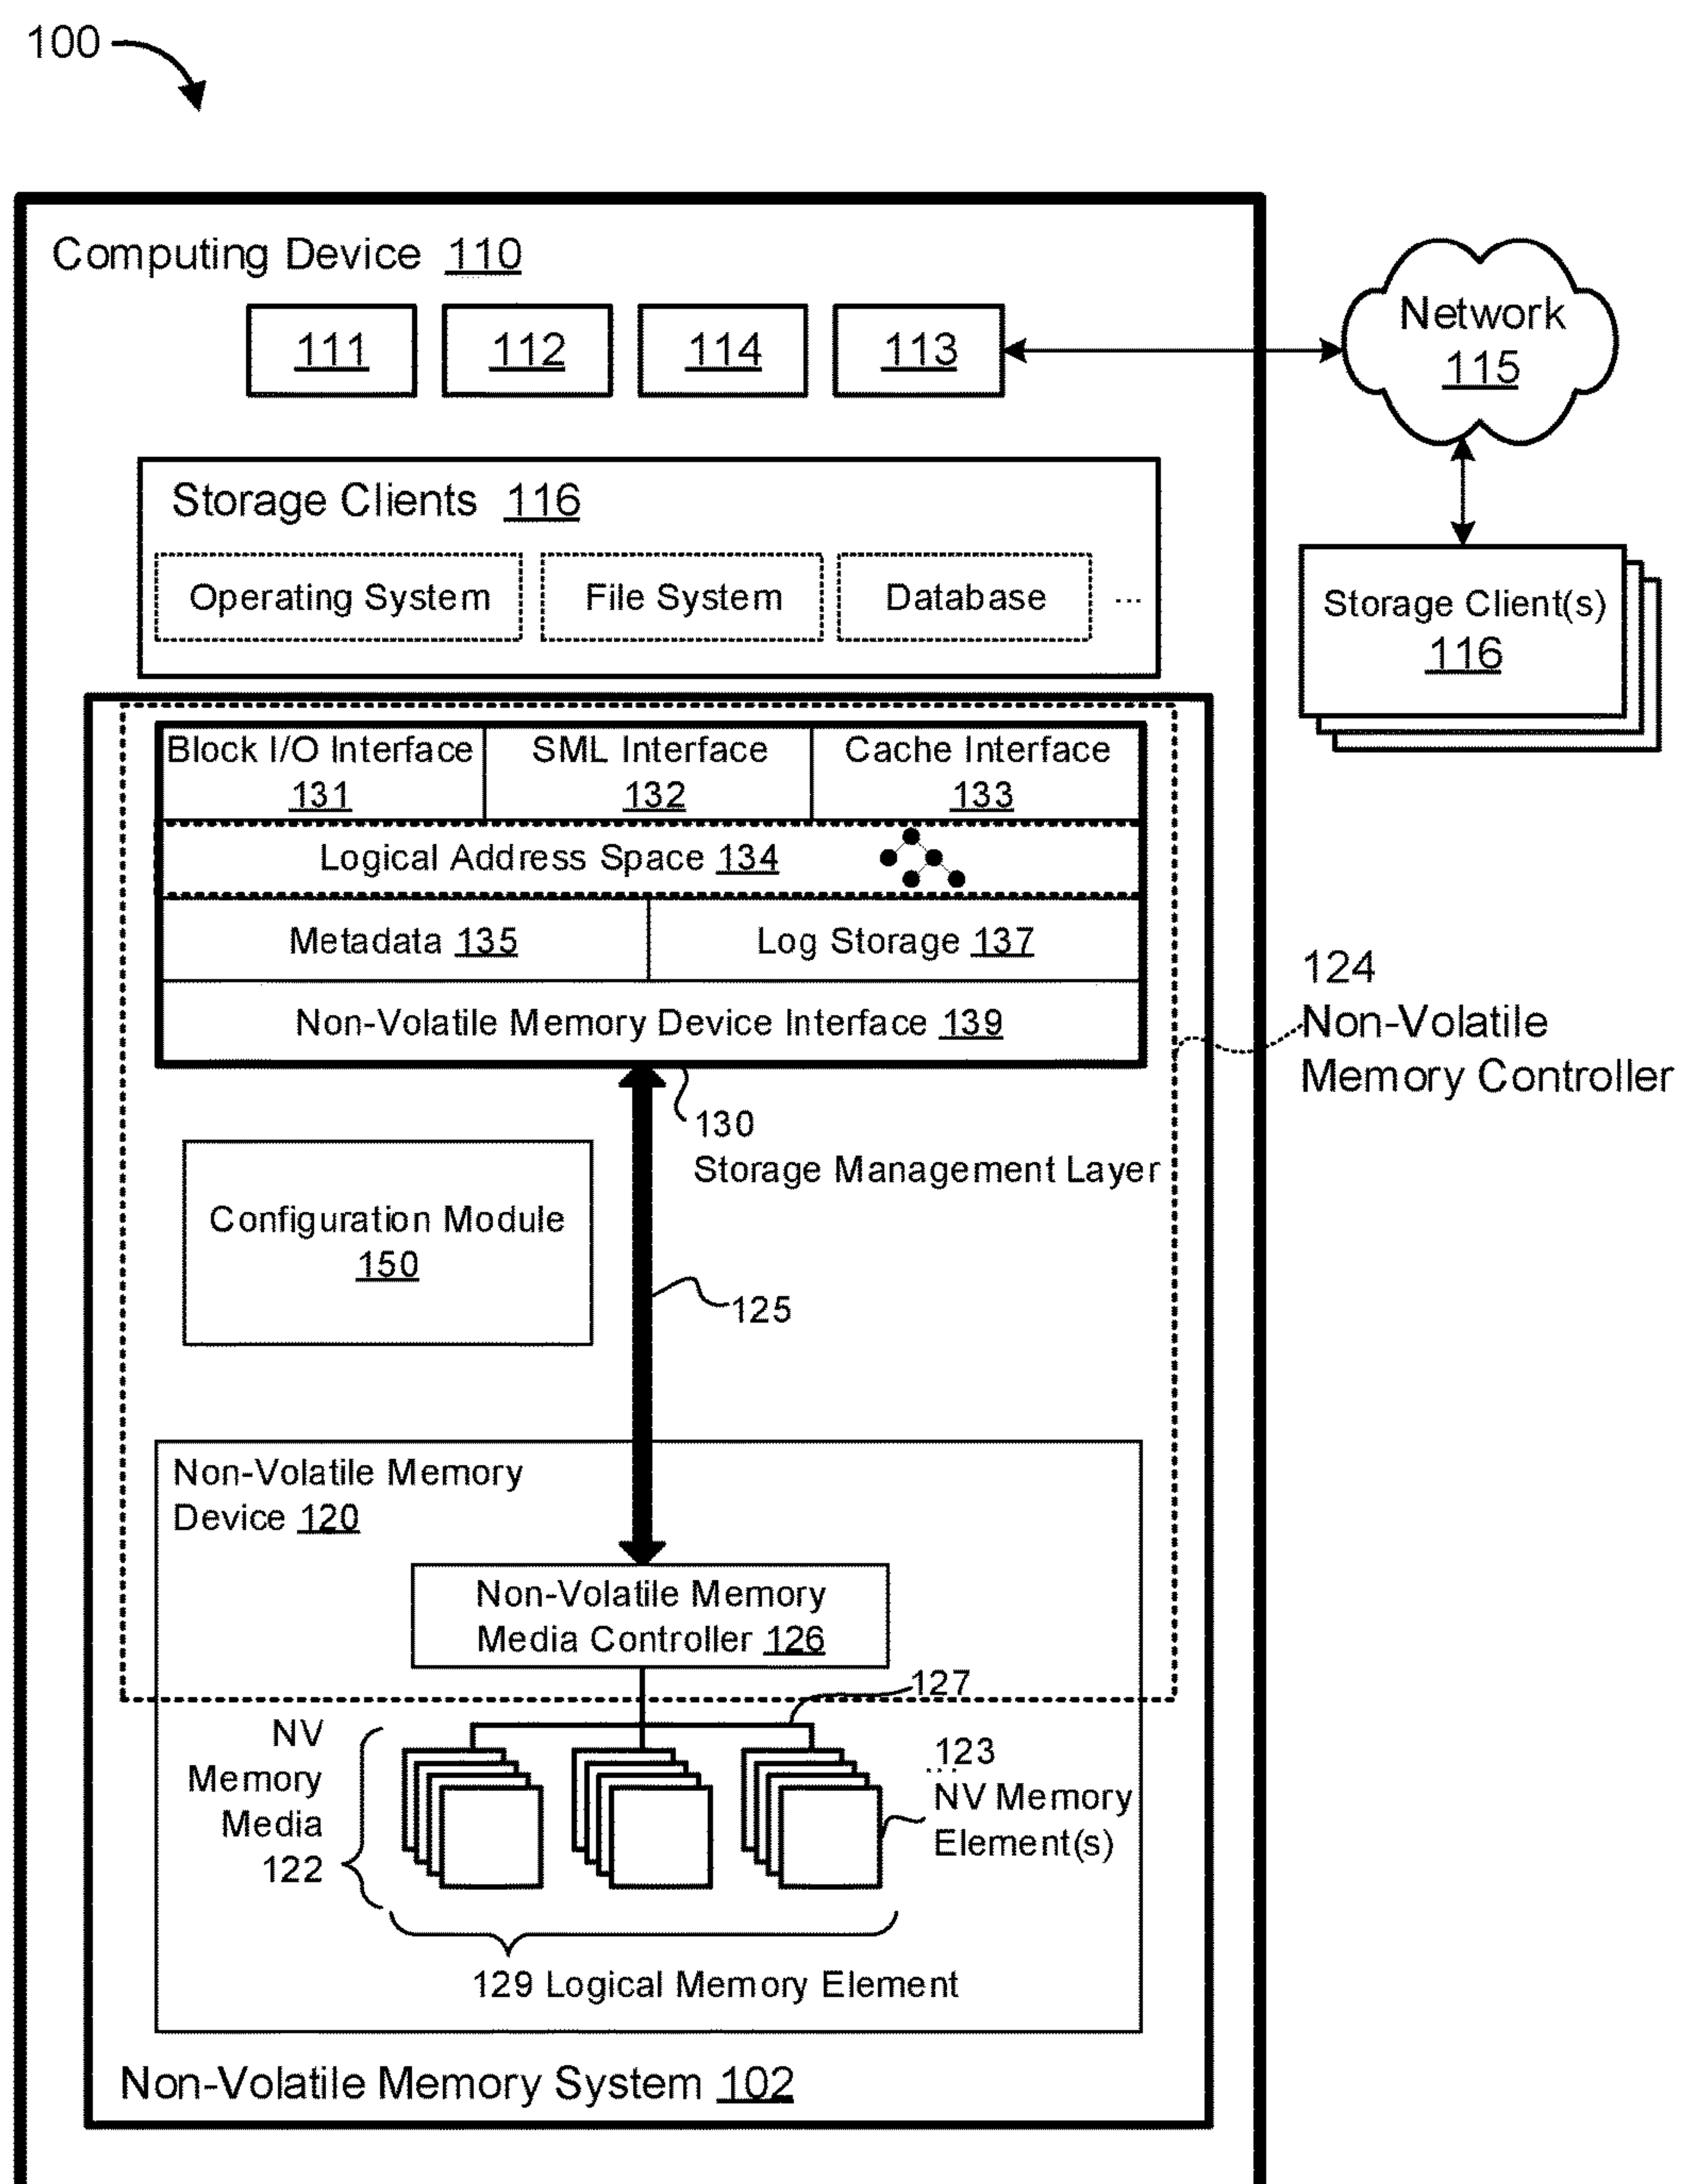 100
Computing Device 110
111 112 114 113
Network
115
Storage Clients 116
Operating System File System Database ...
Storage Client(s)
116
Block I/O Interface
131
SML Interface
132
Cache Interface
133
Logical Address Space 134
Metadata 135 Log Storage 137
Non-Volatile Memory Device Interface 139
124
Non-Volatile
Memory Controller
130
Storage Management Layer
Configuration Module
150
125
Non-Volatile Memory
Device 120
Non-Volatile Memory
Media Controller 126
127
NV
Memory
Media
122
...
123
NV Memory
Element(s)
129 Logical Memory Element
Non-Volatile Memory System 102